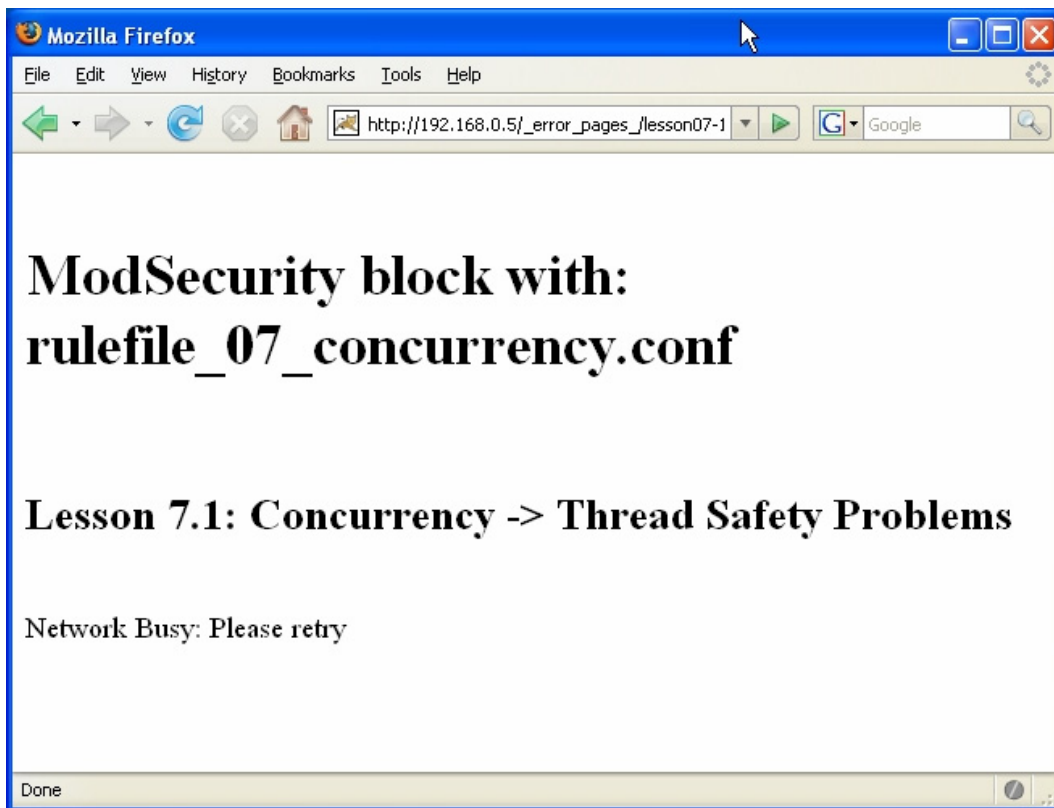 Mozilla Firefox
File Edit View History Bookmarks Tools Help
http://192.168.0.5/_error_pages_/lesson07-1 G Google
ModSecurity block with:
rulefile_07_concurrency.conf
Lesson 7.1: Concurrency -> Thread Safety Problems
Network Busy: Please retry
Done